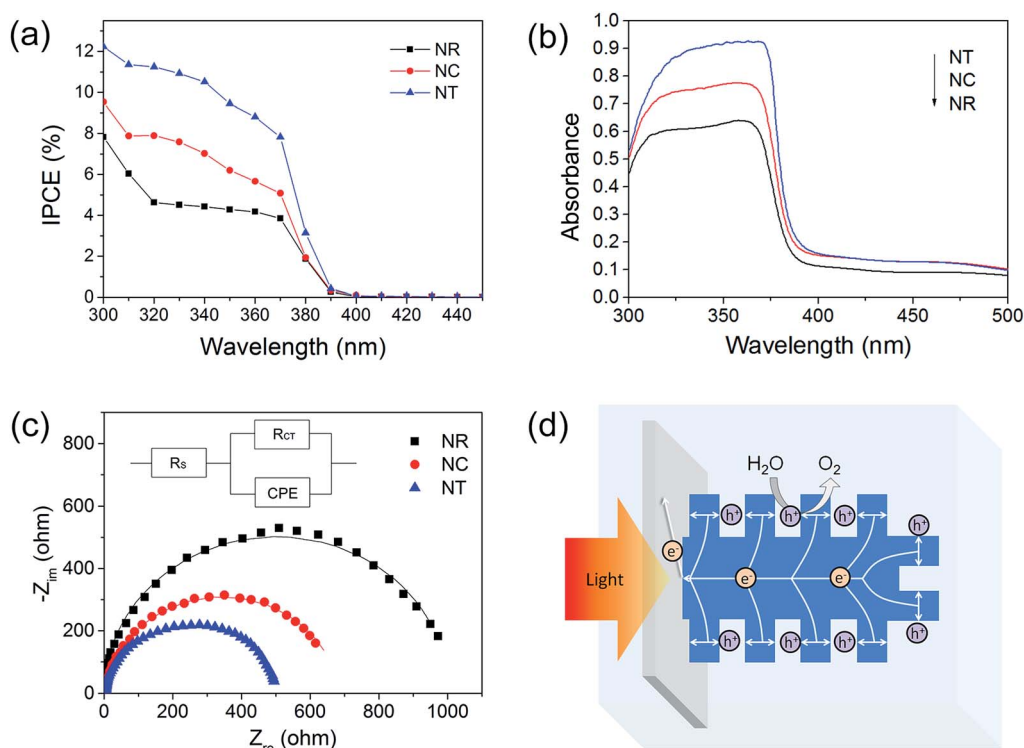 (a)
NR
NC
NT
12
10
8
6
4
2
0
IPCE (%)
300 320 340 360 380 400 420 440
Wavelength (nm)
(b)
NT
NC
NR
1.0
0.9
0.8
0.7
0.6
0.5
0.4
0.3
0.2
0.1
0.0
Absorbance
300 350 400 450 500
Wavelength (nm)
(c)
RCT
RS
CPE
NR
NC
NT
800
600
400
200
0
-Zim (ohm)
0 200 400 600 800 1000
Zre (ohm)
(d)
H2O O2
h+ h+ h+ h+
e-
Light
e- e-
h+ h+ h+ h+